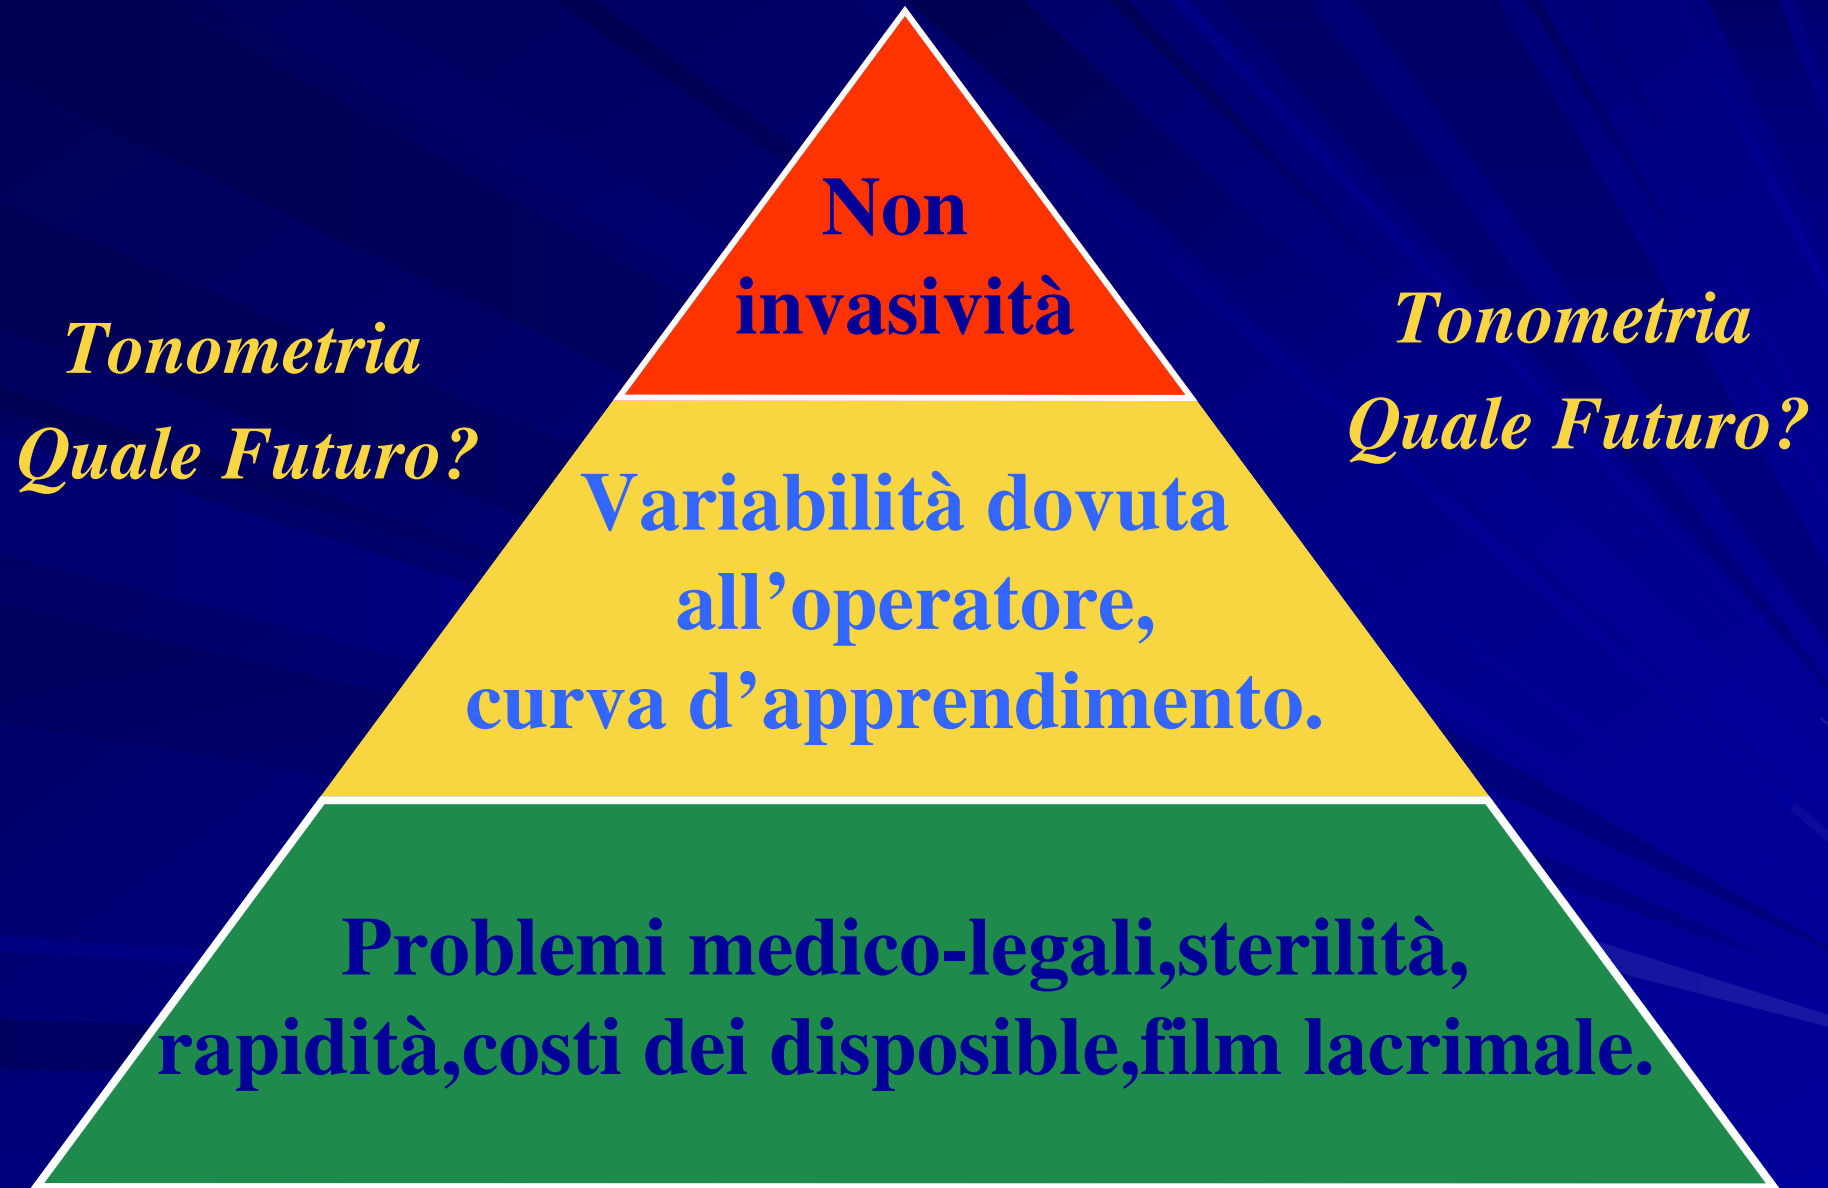 Non
invasività
Tonometria
Quale Futuro?
Tonometria
Quale Futuro?
Variabilità dovuta
all’operatore,
curva d’apprendimento.
Problemi medico-legali,sterilità,
rapidità,costi dei disposible,film lacrimale.